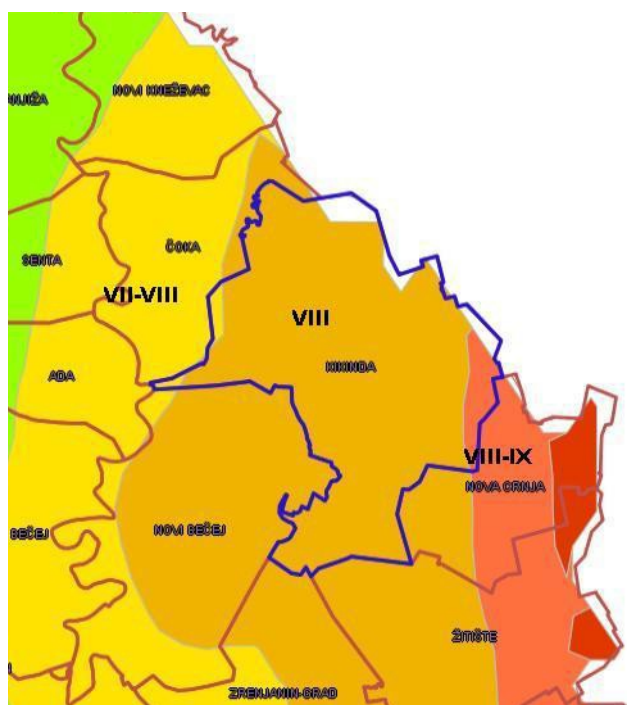 NOVI KNEŽEVAC
NJIŽA
ČOKA
SENTA
VII-VIII
VIII
KIKINDA
ADA
VIII-IX
NOVA CRNJA
NOVI BEČEJ
BEČEJ
ŽITIŠTE
ZRENJANIN-GRAD